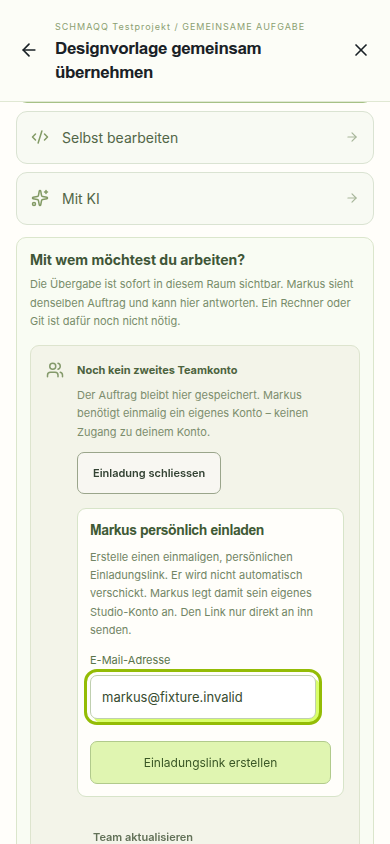 SCHMAQQ Testprojekt / GEMEINSAME AUFGABE
Designvorlage gemeinsam
übernehmen
Selbst bearbeiten
Mit KI
Mit wem möchtest du arbeiten?
Die Übergabe ist sofort in diesem Raum sichtbar. Markus sieht
denselben Auftrag und kann hier antworten. Ein Rechner oder
Git ist dafür noch nicht nötig.
Noch kein zweites Teamkonto
Der Auftrag bleibt hier gespeichert. Markus
benötigt einmalig ein eigenes Konto – keinen
Zugang zu deinem Konto.
Einladung schliessen
Markus persönlich einladen
Erstelle einen einmaligen, persönlichen
Einladungslink. Er wird nicht automatisch
verschickt. Markus legt damit sein eigenes
Studio-Konto an. Den Link nur direkt an ihn
senden.
E-Mail-Adresse
markus@fixture.invalid
Einladungslink erstellen
Team aktualisieren